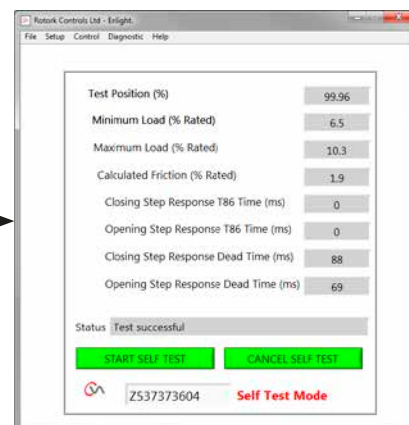 Rotork Controls Ltd - Enlight.
File Setup Control Diagnostic Help
Test Position (%) 99.96
Minimum Load (% Rated) 6.5
Maximum Load (% Rated) 10.3
Calculated Friction (% Rated) 1.9
Closing Step Response T86 Time (ms) 0
Opening Step Response T86 Time (ms) 0
Closing Step Response Dead Time (ms) 88
Opening Step Response Dead Time (ms) 69
Status Test successful
START SELF TEST CANCEL SELF TEST
ZS37373604 Self Test Mode